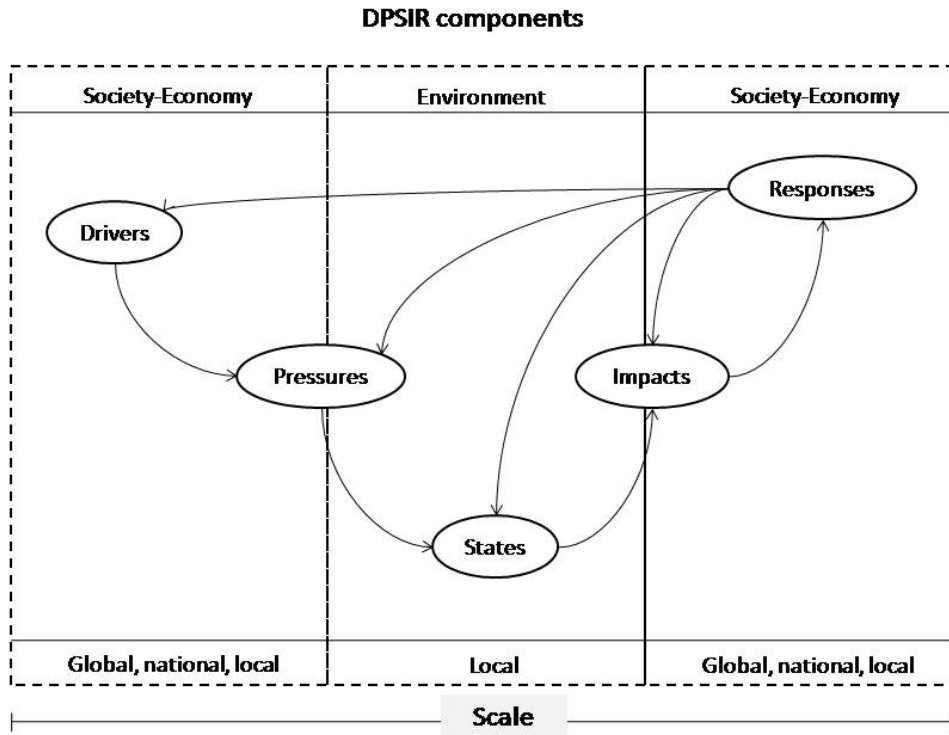 DPSIR components
Society-Economy
Environment
Society-Economy
Responses
Drivers
Pressures
Impacts
States
Global, national, local
Local
Global, national, local
Scale